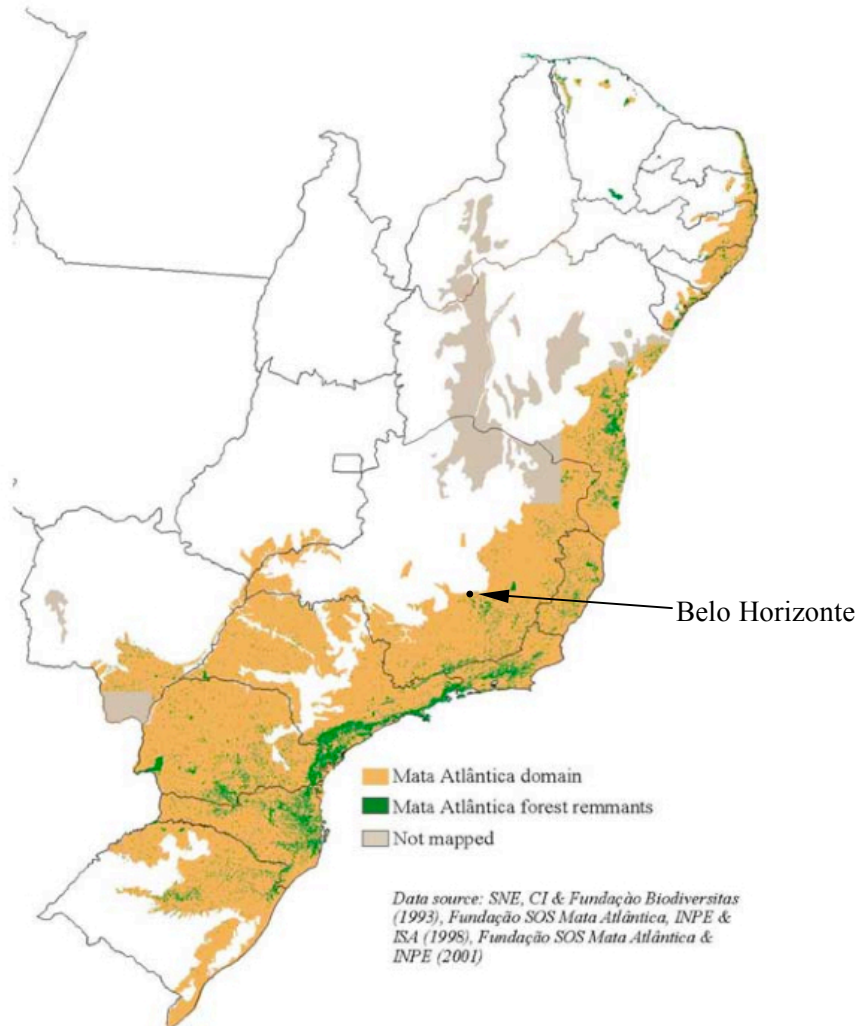 Belo Horizonte
Mata Atlântica domain
Mata Atlântica forest remmants
Not mapped
Data source: SNE, CI & Fundaçào Biodiversitas
(1993), Fundação SOS Mata Atlântica, INPE &
ISA (1998), Fundação SOS Mata Atlântica &
INPE (2001)